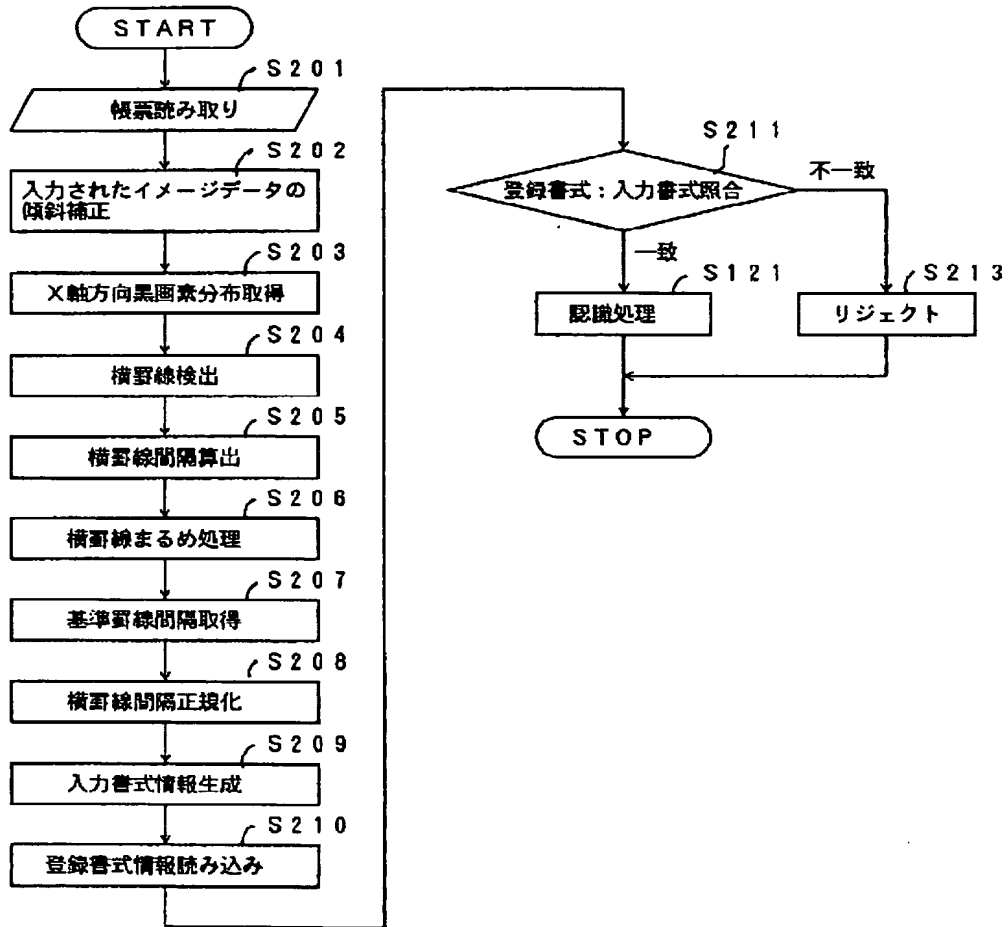 START
S201
帳票読み取り
S202
入力されたイメージデータの
傾斜補正
S203
X軸方向黒画素分布取得
S204
横罫線検出
S205
横罫線間隔算出
S206
横罫線まるめ処理
S207
基準罫線間隔取得
S208
横罫線間隔正規化
S209
入力書式情報生成
S210
登録書式情報読み込み
S211
登録書式：入力書式照合
不一致
一致
S121
認識処理
S213
リジェクト
STOP